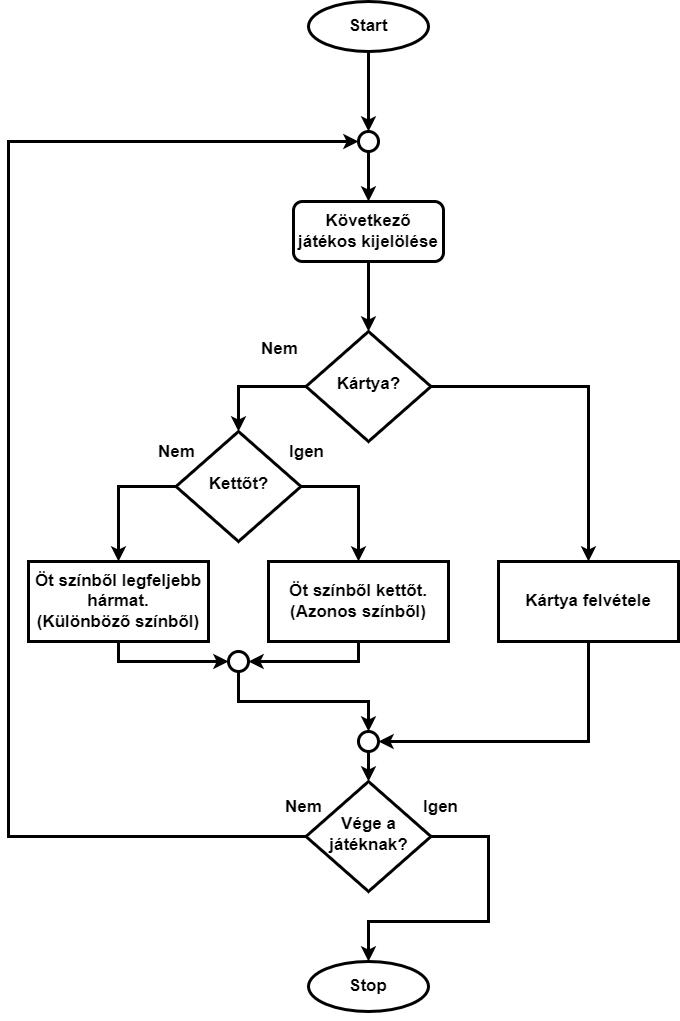 Start
Következő
játékos kijelölése
Nem
Kártya?
Nem
Igen
Kettőt?
Öt színből legfeljebb
hármat.
(Különböző színből)
Öt színből kettőt.
(Azonos színből)
Kártya felvétele
Nem
Igen
Vége a
játéknak?
Stop